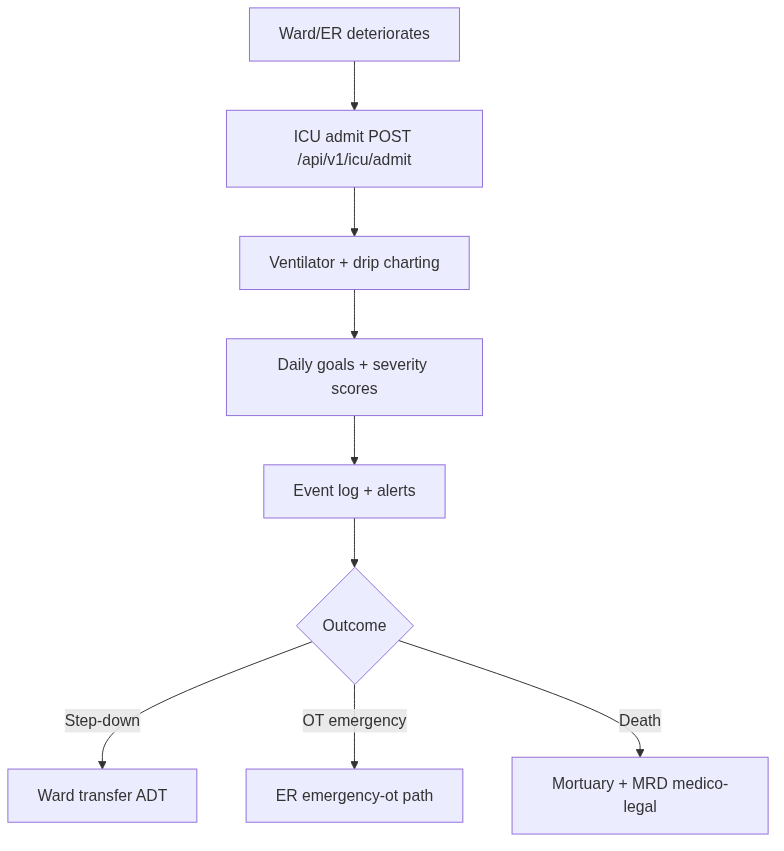 Ward/ER deteriorates
ICU admit POST
/api/v1/icu/admit
Ventilator + drip charting
Daily goals + severity
scores
Event log + alerts
Outcome
Step-down
OT emergency
Death
Ward transfer ADT
ER emergency-ot path
Mortuary + MRD medico-
legal